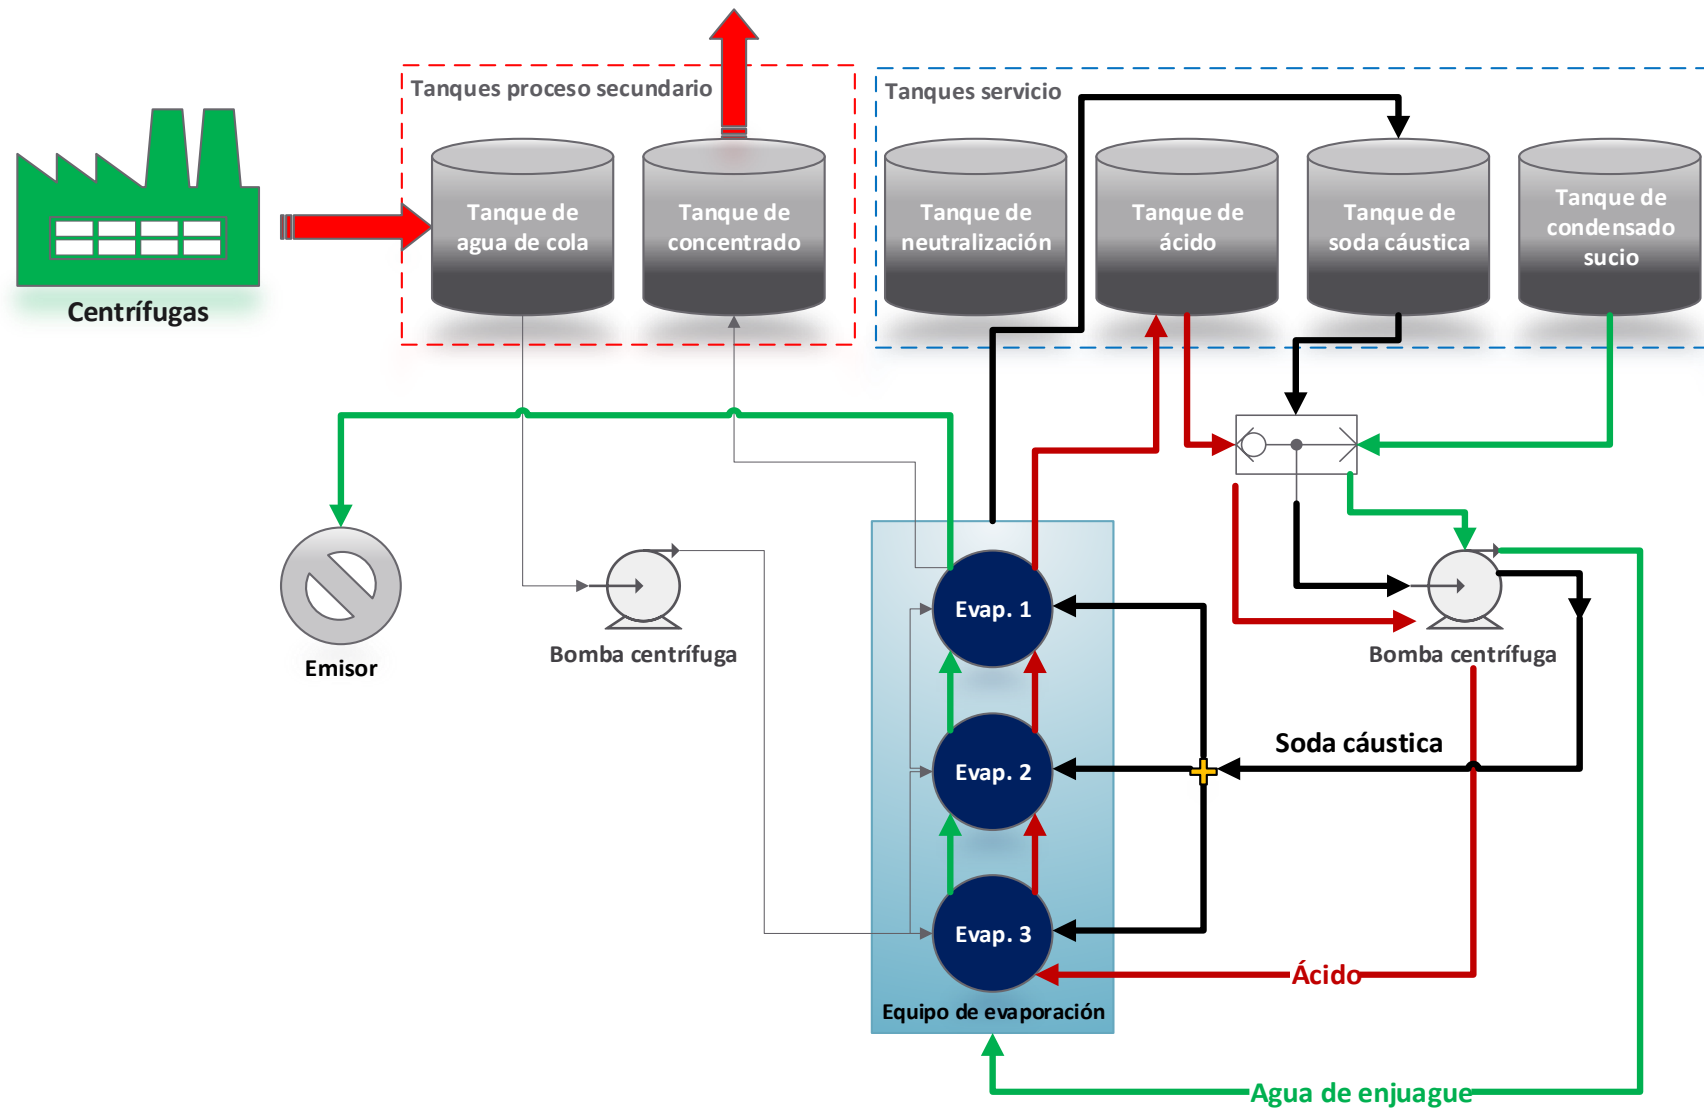 Tanques proceso secundario
Tanques servicio
Tanque de
agua de cola
Tanque de
concentrado
Tanque de
neutralización
Tanque de
ácido
Tanque de
soda cáustica
Tanque de
condensado
sucio
Centrífugas
Emisor
Bomba centrífuga
Evap. 1
Bomba centrífuga
Soda cáustica
Evap. 2
Evap. 3
Ácido
Equipo de evaporación
Agua de enjuague